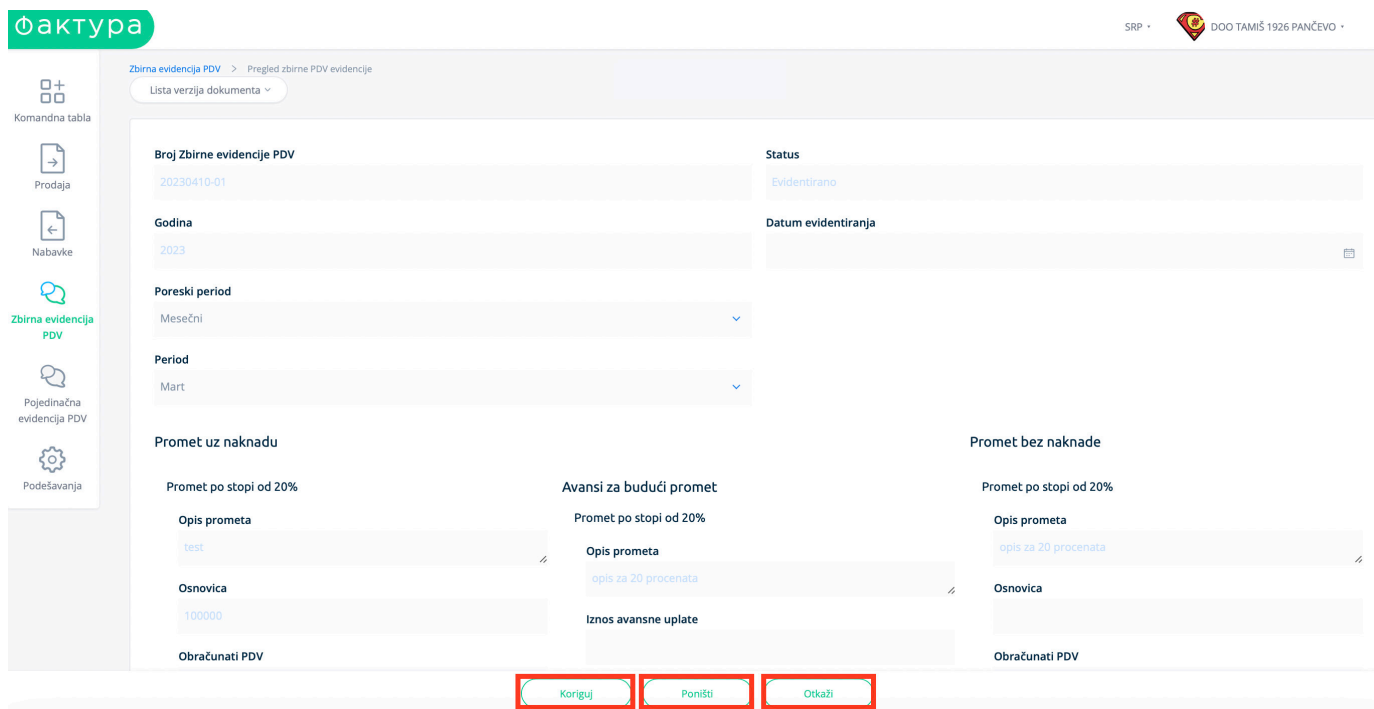 Фактура
SRP
DOO TAMIŠ 1926 PANČEVO
Zbirna evidencija PDV > Pregled zbirne PDV evidencije
Lista verzija dokumenta
Komandna tabla
Prodaja
Nabavke
Zbirna evidencija
PDV
Pojedinačna
evidencija PDV
Podešavanja
Broj Zbirne evidencije PDV
20230410-01
Status
Evidentirano
Godina
2023
Datum evidentiranja
Poreski period
Mesečni
Period
Mart
Promet uz naknadu
Promet po stopi od 20%
Opis prometa
test
Osnovica
100000
Obračunati PDV
Avansi za budući promet
Promet po stopi od 20%
Opis prometa
opis za 20 procenata
Iznos avansne uplate
Promet bez naknade
Promet po stopi od 20%
Opis prometa
opis za 20 procenata
Osnovica
Obračunati PDV
Koriguj
Poništi
Otkaži